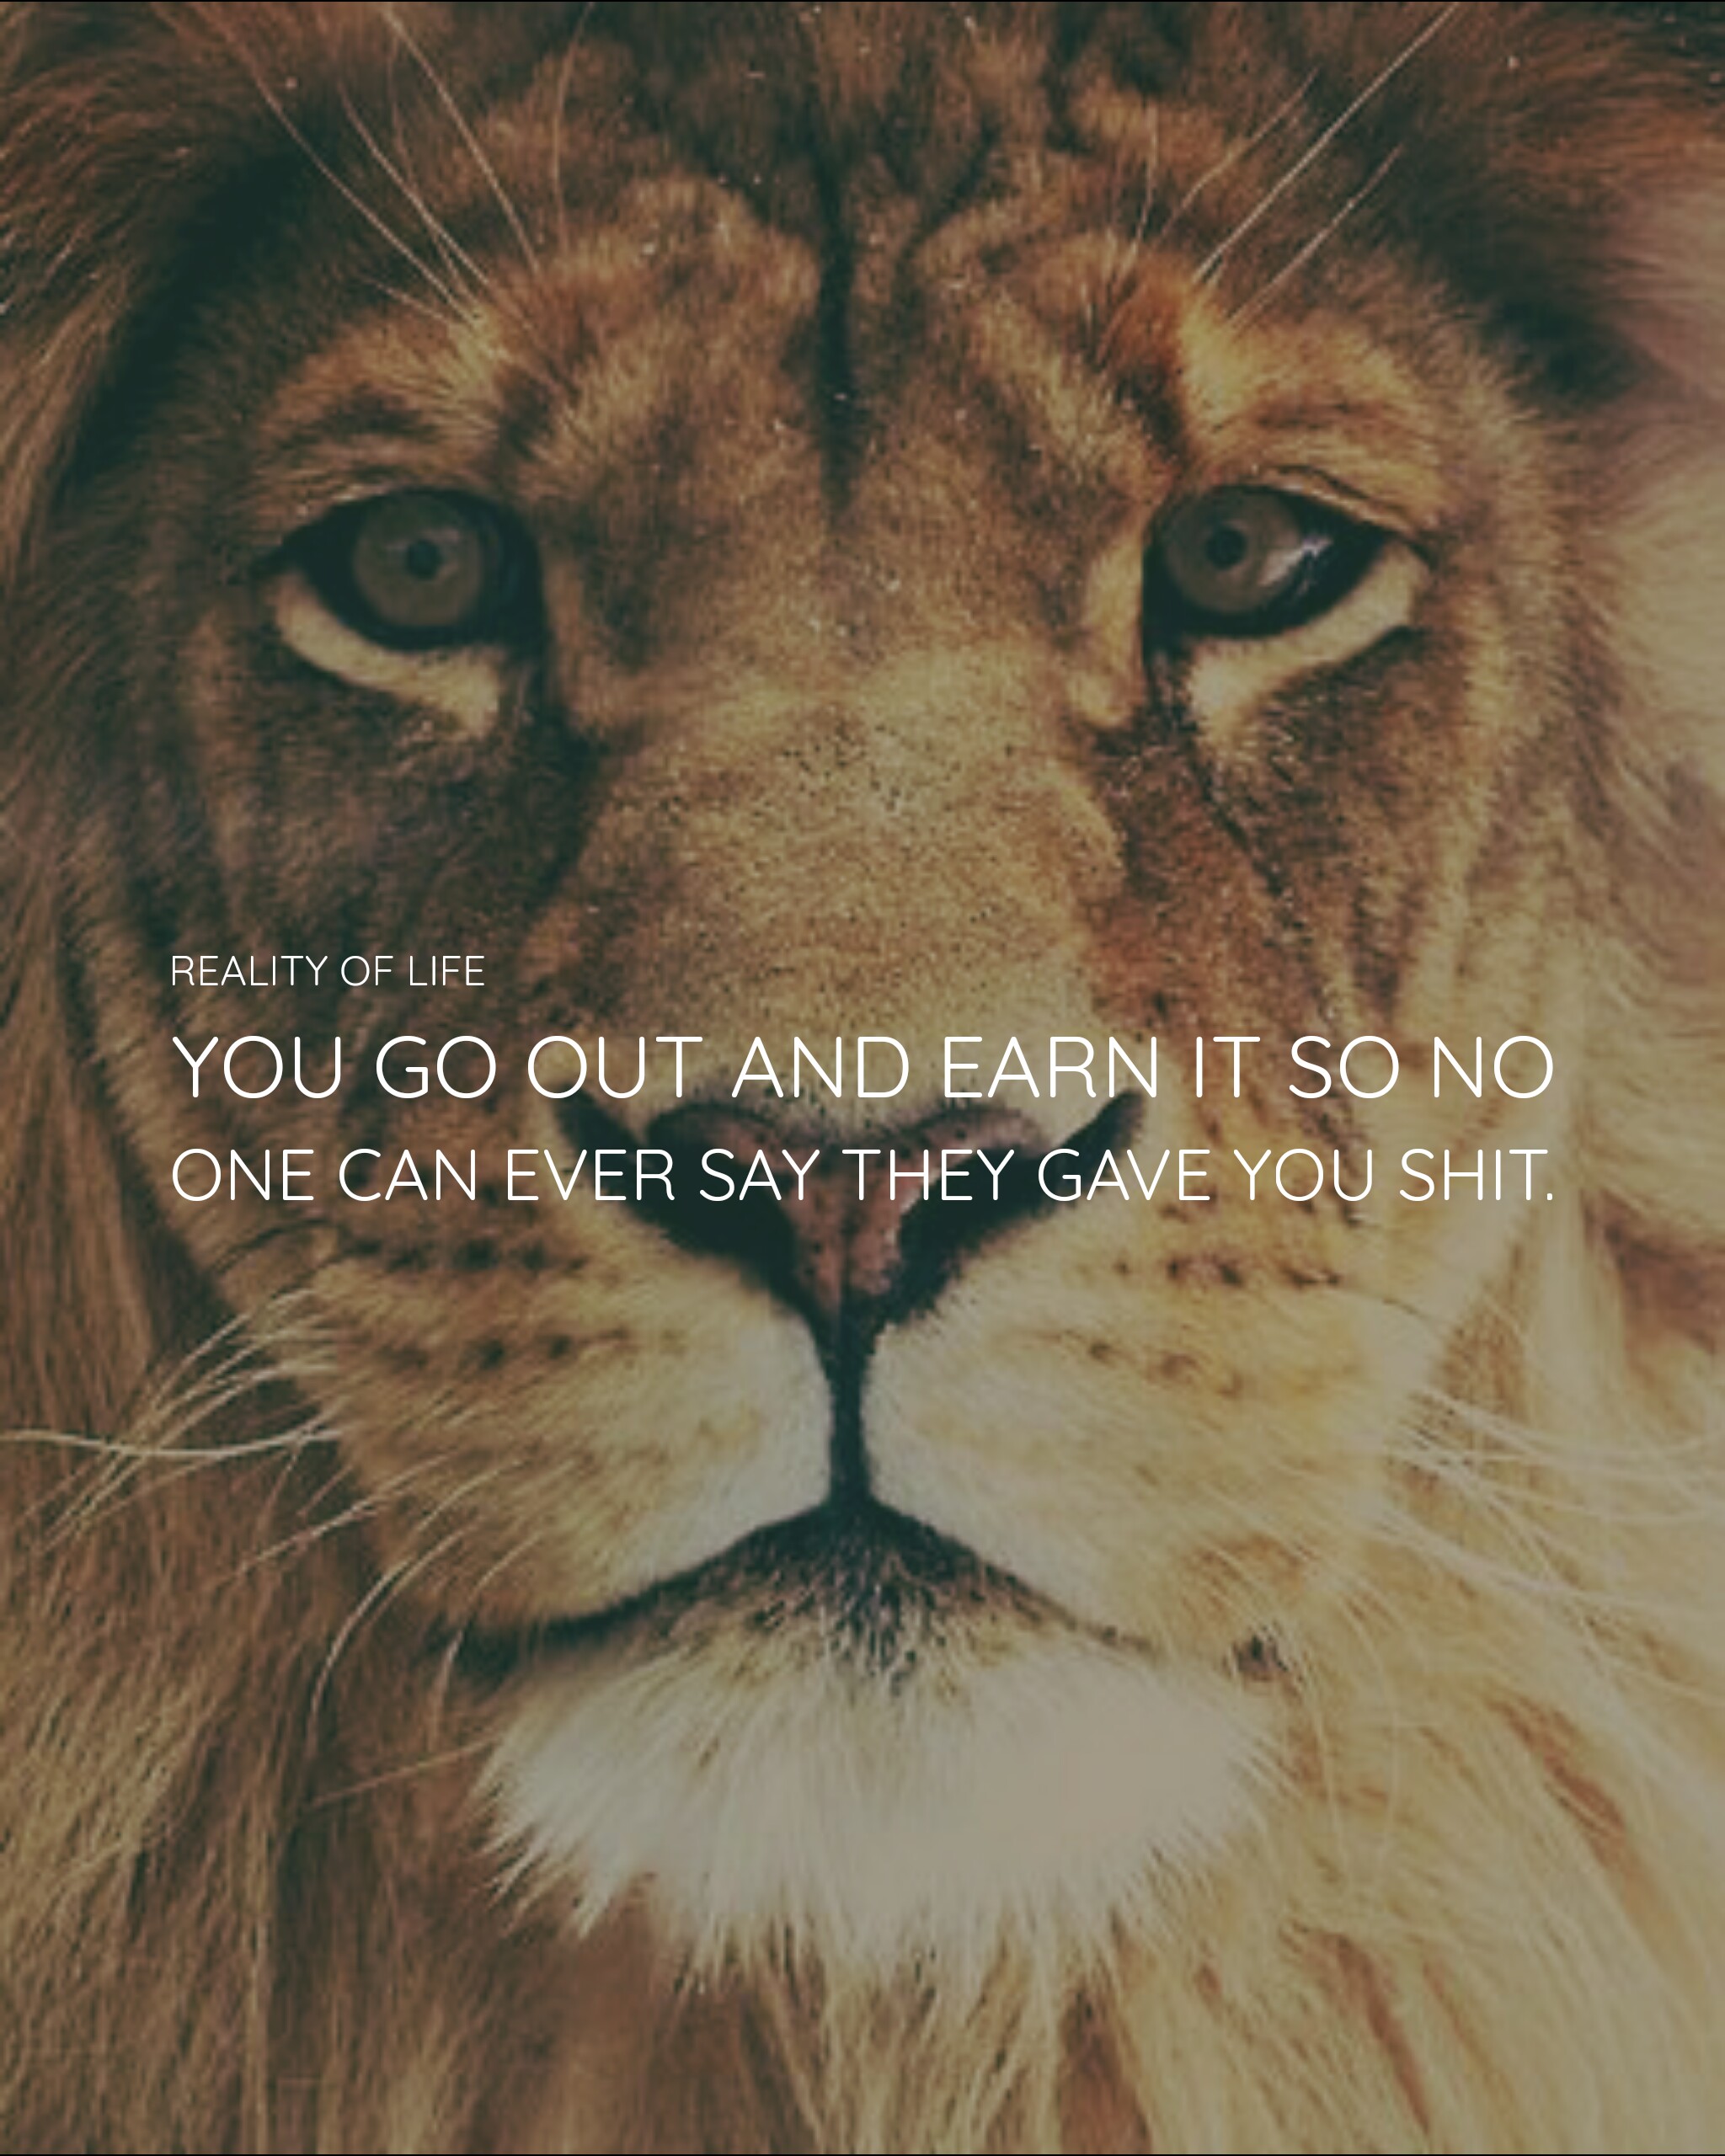 REALITY OF LIFE
YOU GO OUT AND EARN IT SO NO
ONE CAN EVER SAY THEY GAVE YOU SHIT.